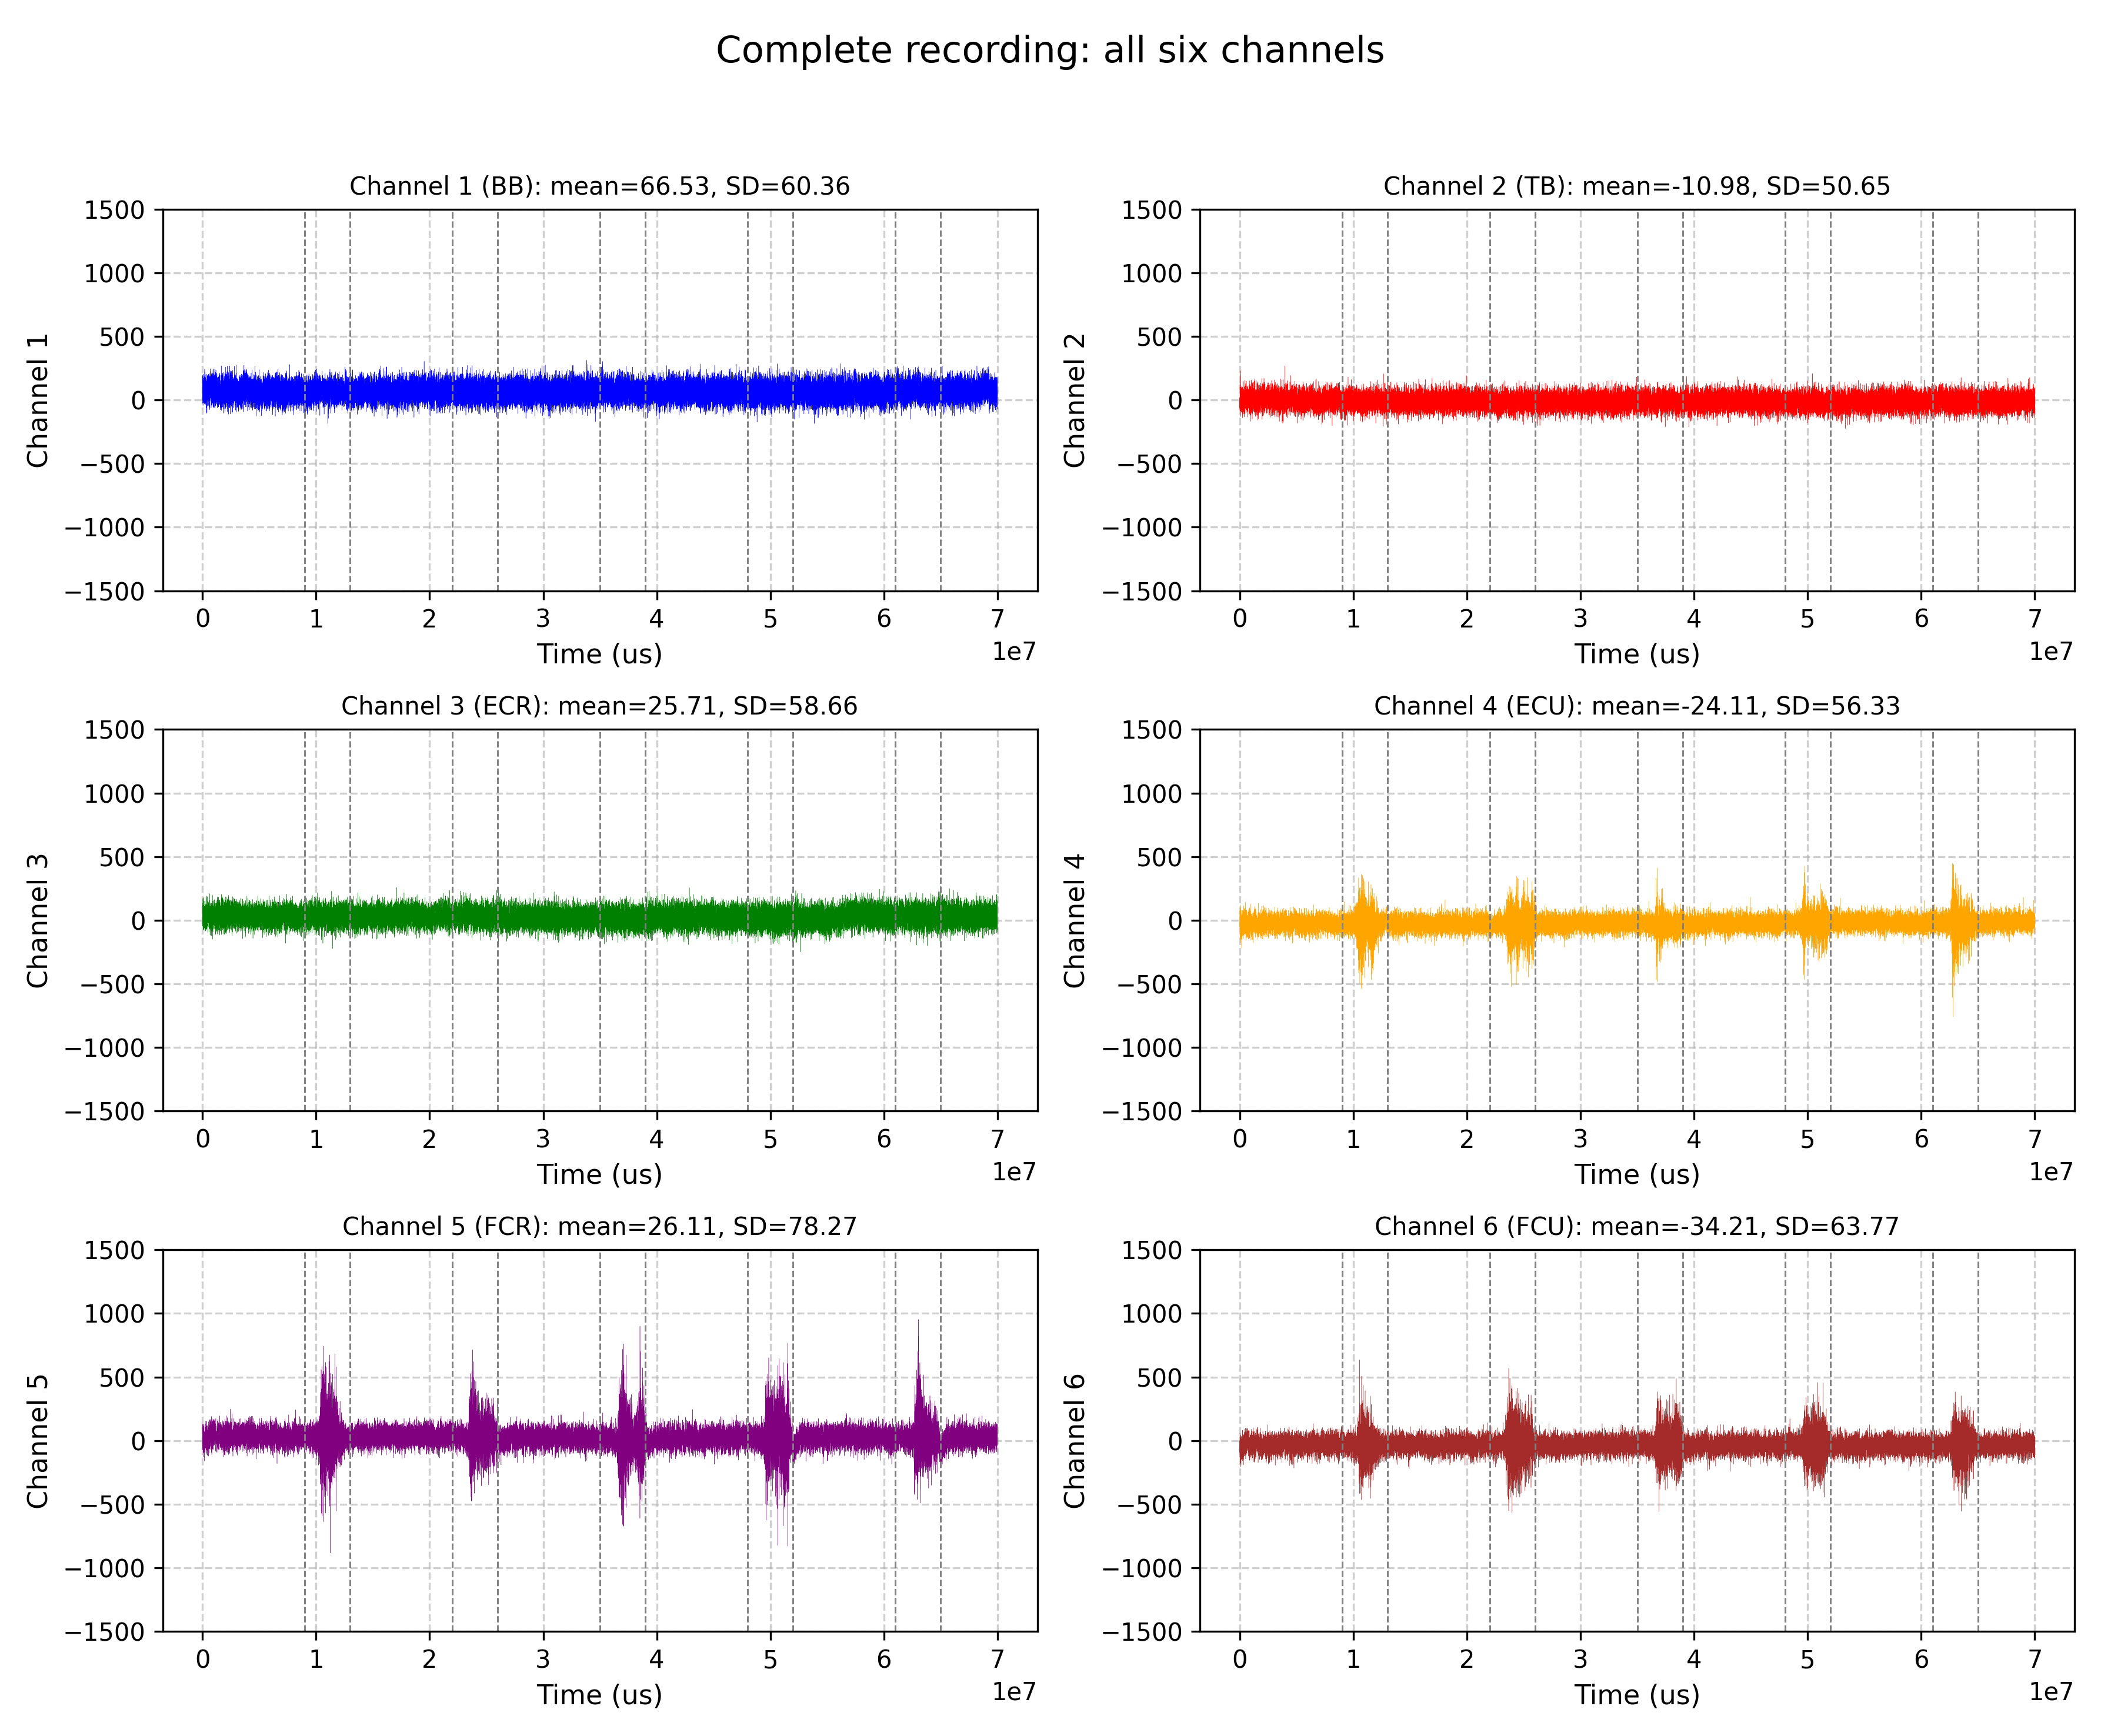 Complete recording: all six channels
Channel 1 (BB): mean=66.53, SD=60.36
1500
1000
500
0
−500
−1000
−1500
Channel 1
0 1 2 3 4 5 6 7
Time (us)
1e7
Channel 2 (TB): mean=-10.98, SD=50.65
1500
1000
500
0
−500
−1000
−1500
Channel 2
0 1 2 3 4 5 6 7
Time (us)
1e7
Channel 3 (ECR): mean=25.71, SD=58.66
1500
1000
500
0
−500
−1000
−1500
Channel 3
0 1 2 3 4 5 6 7
Time (us)
1e7
Channel 4 (ECU): mean=-24.11, SD=56.33
1500
1000
500
0
−500
−1000
−1500
Channel 4
0 1 2 3 4 5 6 7
Time (us)
1e7
Channel 5 (FCR): mean=26.11, SD=78.27
1500
1000
500
0
−500
−1000
−1500
Channel 5
0 1 2 3 4 5 6 7
Time (us)
1e7
Channel 6 (FCU): mean=-34.21, SD=63.77
1500
1000
500
0
−500
−1000
−1500
Channel 6
0 1 2 3 4 5 6 7
Time (us)
1e7